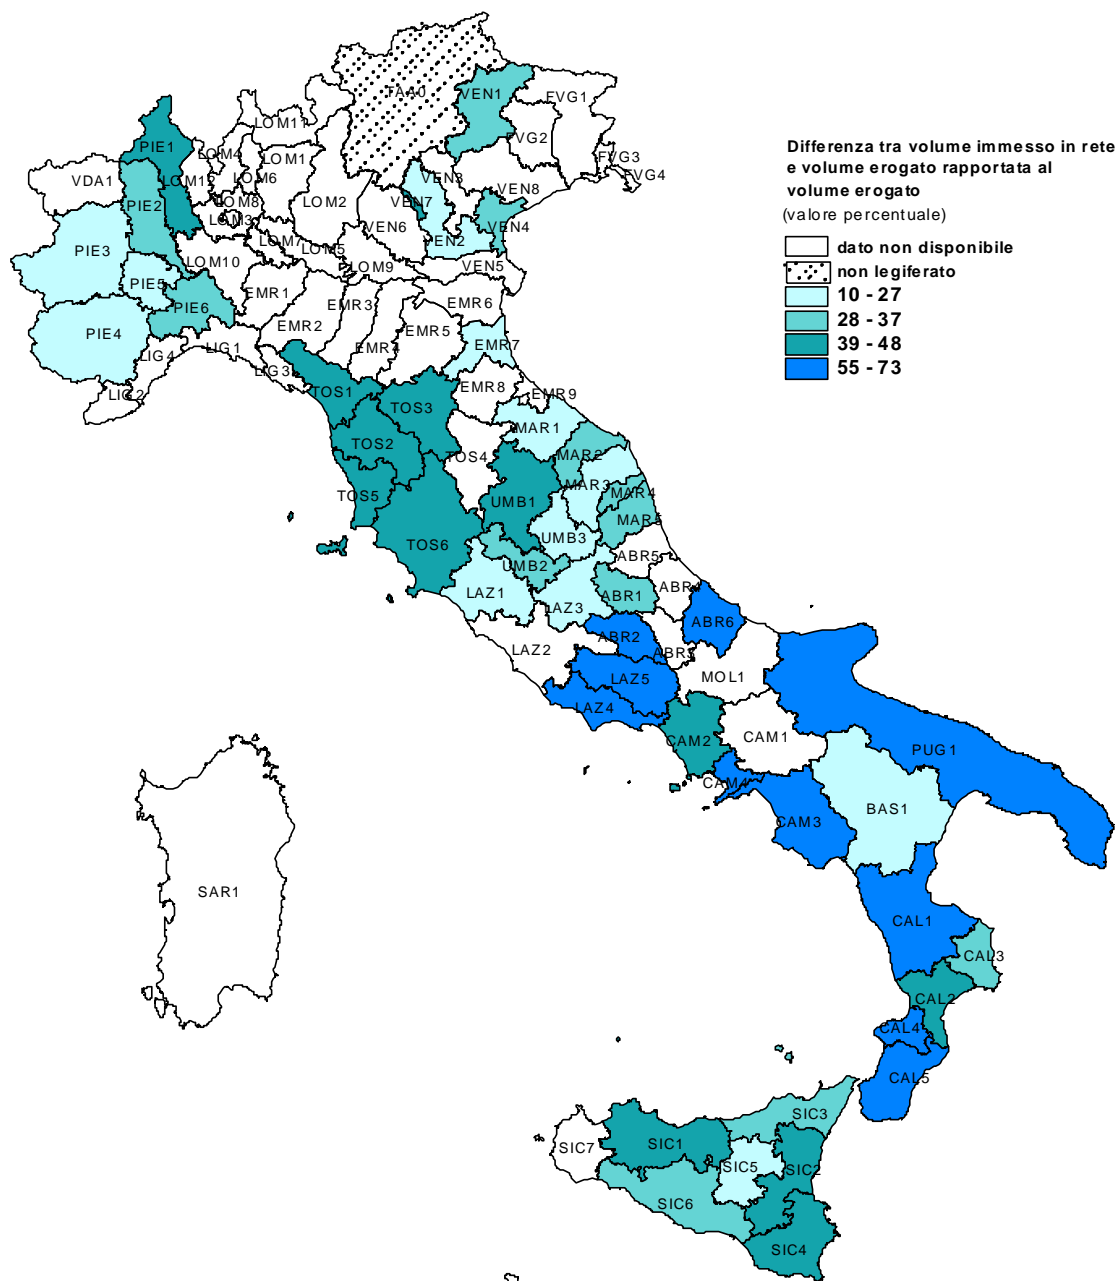 TAA0
VEN1
FVG1
LOM11
FVG2
PIE1
LOM4
LOM1
FVG3
FVG4
VDA1
LOM12
LOM6
VEN3
VEN8
PIE2
LOM8
LOM2
VEN7
LOM3
VEN6
VEN4
PIE3
LOM7
LOM5
VEN2
LOM10
LOM9
VEN5
PIE5
EMR1
EMR3
EMR6
PIE6
EMR2
EMR5
PIE4
LIG1
EMR4
EMR7
LIG4
LIG3
LIG2
TOS1
EMR8
EMR9
TOS3
MAR1
TOS2
TOS4
MAR2
MAR3
MAR4
TOS5
UMB1
MAR5
TOS6
UMB3
ABR5
UMB2
LAZ1
LAZ3
ABR1
ABR4
ABR6
ABR2
LAZ2
ABR3
LAZ5
MOL1
LAZ4
CAM2
CAM1
PUG1
CAM4
BAS1
CAM3
SAR1
CAL1
CAL3
CAL2
CAL4
CAL5
SIC3
SIC7
SIC1
SIC5
SIC2
SIC6
SIC4
Differenza tra volume immesso in rete
e volume erogato rapportata al
volume erogato
(valore percentuale)
dato non disponibile
non legiferato
10 - 27
28 - 37
39 - 48
55 - 73